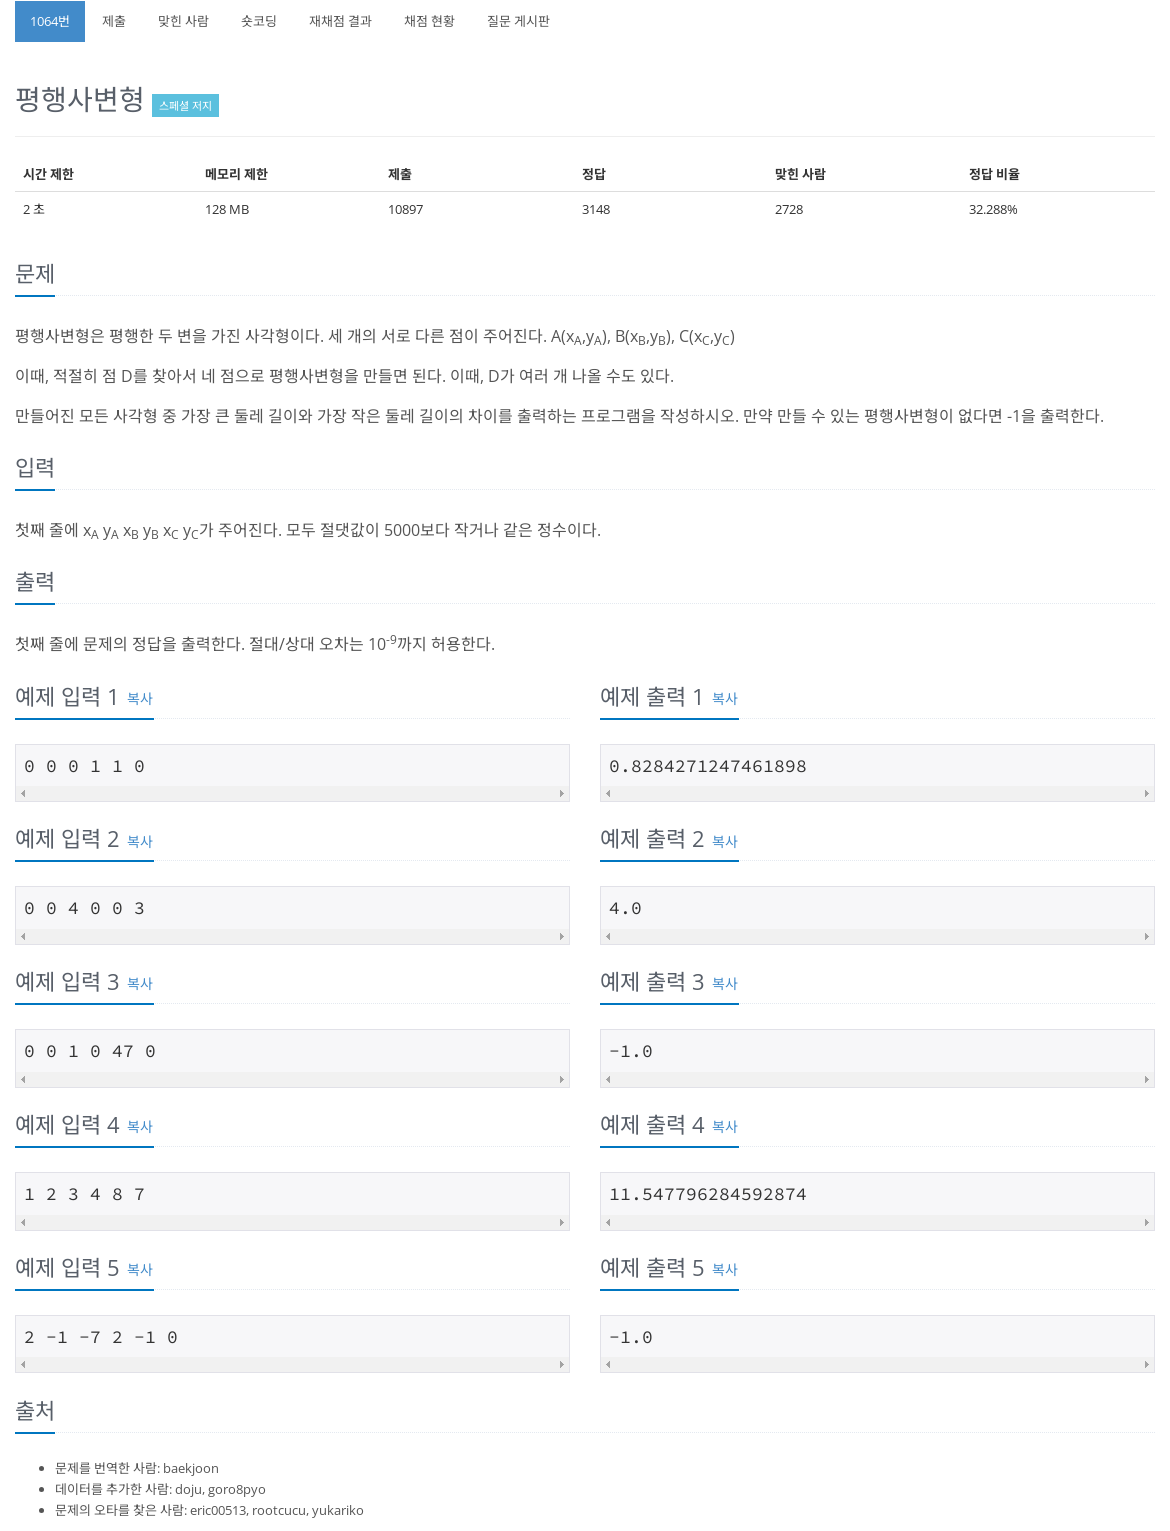 1064번 제출 맞힌 사람 숏코딩 재채점 결과 채점 현황 질문 게시판
평행사변형 스페셜 저지
시간 제한 메모리 제한 제출 정답 맞힌 사람 정답 비율
2 초 128 MB 10897 3148 2728 32.288%
문제
평행사변형은 평행한 두 변을 가진 사각형이다. 세 개의 서로 다른 점이 주어진다. A(xA,yA), B(xB,yB), C(xC,yC)
이때, 적절히 점 D를 찾아서 네 점으로 평행사변형을 만들면 된다. 이때, D가 여러 개 나올 수도 있다.
만들어진 모든 사각형 중 가장 큰 둘레 길이와 가장 작은 둘레 길이의 차이를 출력하는 프로그램을 작성하시오. 만약 만들 수 있는 평행사변형이 없다면 -1을 출력한다.
입력
첫째 줄에 xA yA xB yB xC yC가 주어진다. 모두 절댓값이 5000보다 작거나 같은 정수이다.
출력
첫째 줄에 문제의 정답을 출력한다. 절대/상대 오차는 10-9까지 허용한다.
예제 입력 1 복사 예제 출력 1 복사
0 0 0 1 1 0 0.8284271247461898
예제 입력 2 복사 예제 출력 2 복사
0 0 4 0 0 3 4.0
예제 입력 3 복사 예제 출력 3 복사
0 0 1 0 47 0 -1.0
예제 입력 4 복사 예제 출력 4 복사
1 2 3 4 8 7 11.547796284592874
예제 입력 5 복사 예제 출력 5 복사
2 -1 -7 2 -1 0 -1.0
출처
문제를 번역한 사람: baekjoon
데이터를 추가한 사람: doju, goro8pyo
문제의 오타를 찾은 사람: eric00513, rootcucu, yukariko